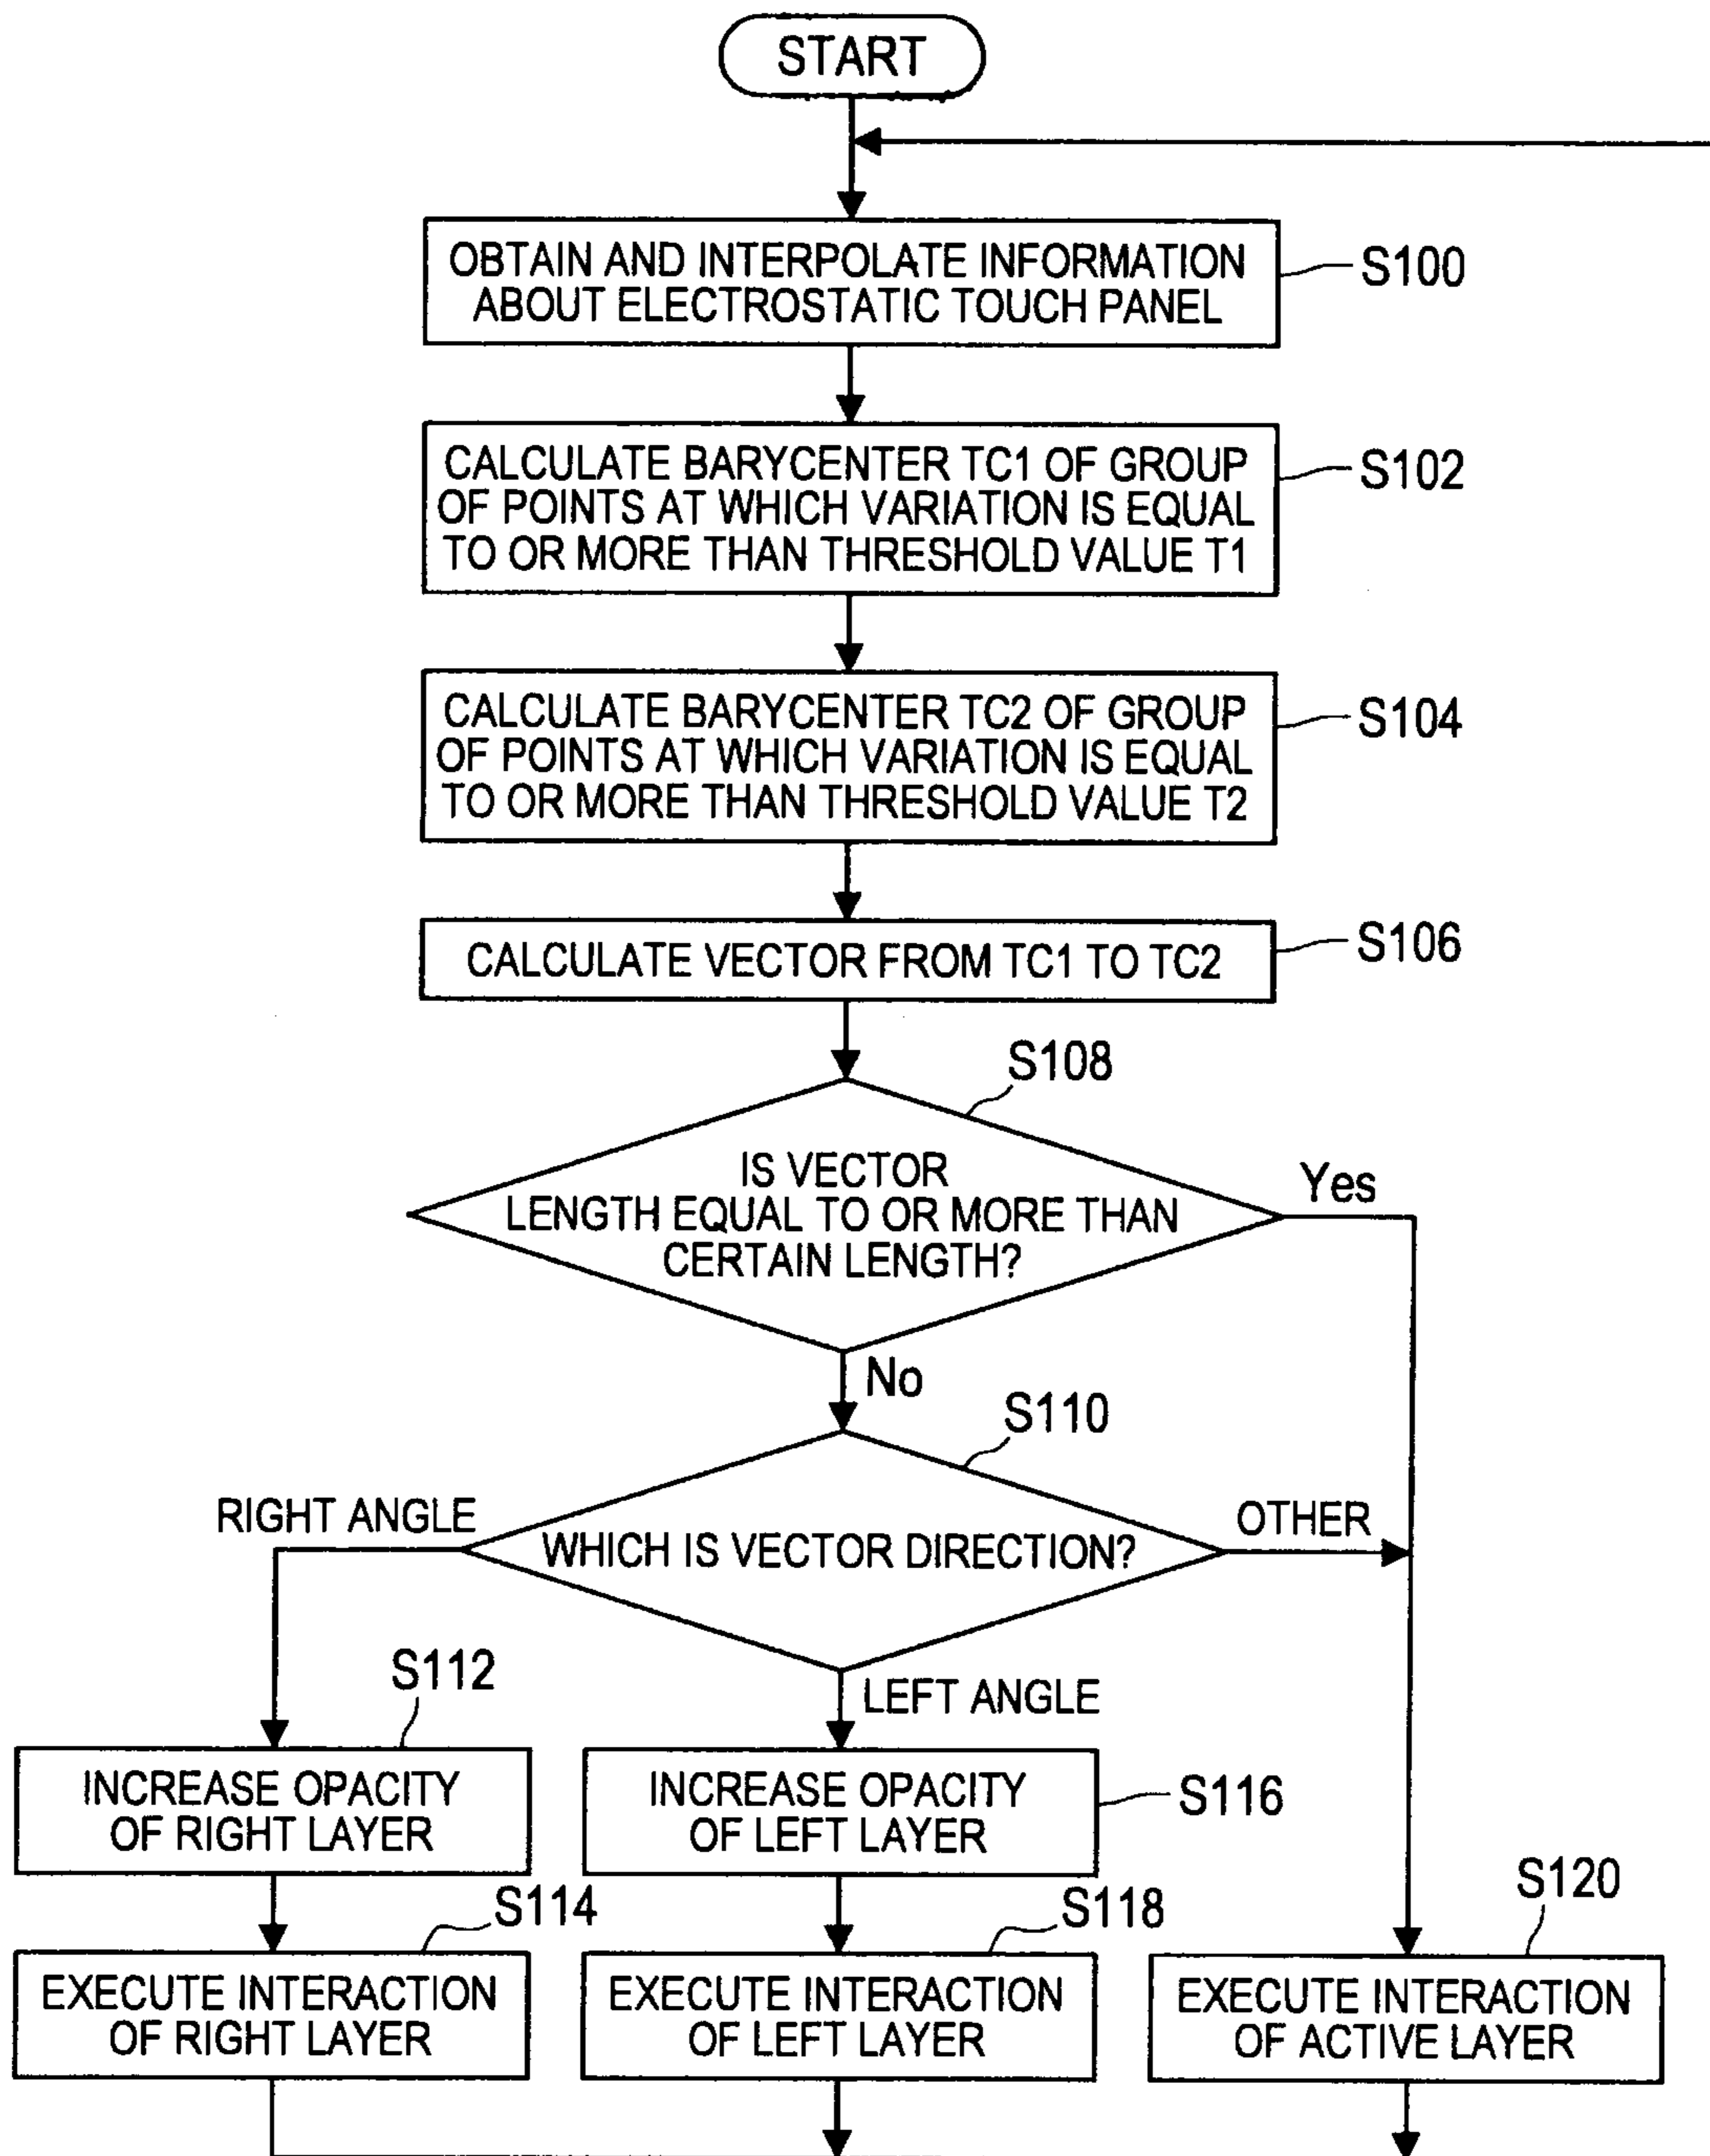 START
OBTAIN AND INTERPOLATE INFORMATION
ABOUT ELECTROSTATIC TOUCH PANEL
S100
CALCULATE BARYCENTER TC1 OF GROUP
OF POINTS AT WHICH VARIATION IS EQUAL
TO OR MORE THAN THRESHOLD VALUE T1
S102
CALCULATE BARYCENTER TC2 OF GROUP
OF POINTS AT WHICH VARIATION IS EQUAL
TO OR MORE THAN THRESHOLD VALUE T2
S104
CALCULATE VECTOR FROM TC1 TO TC2
S106
S108
IS VECTOR
LENGTH EQUAL TO OR MORE THAN
CERTAIN LENGTH?
Yes
No
S110
RIGHT ANGLE
WHICH IS VECTOR DIRECTION?
OTHER
LEFT ANGLE
S112
INCREASE OPACITY
OF RIGHT LAYER
INCREASE OPACITY
OF LEFT LAYER
S116
S114
EXECUTE INTERACTION
OF RIGHT LAYER
S118
EXECUTE INTERACTION
OF LEFT LAYER
S120
EXECUTE INTERACTION
OF ACTIVE LAYER